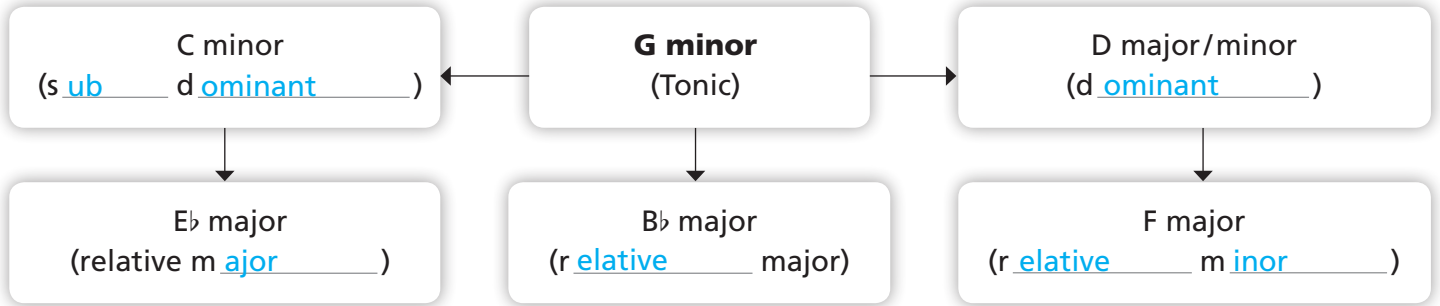 C minor
(s ub d ominant )
G minor
(Tonic)
D major/minor
(d ominant )
E♭ major
(relative m ajor )
B♭ major
(r elative major)
F major
(r elative m inor )